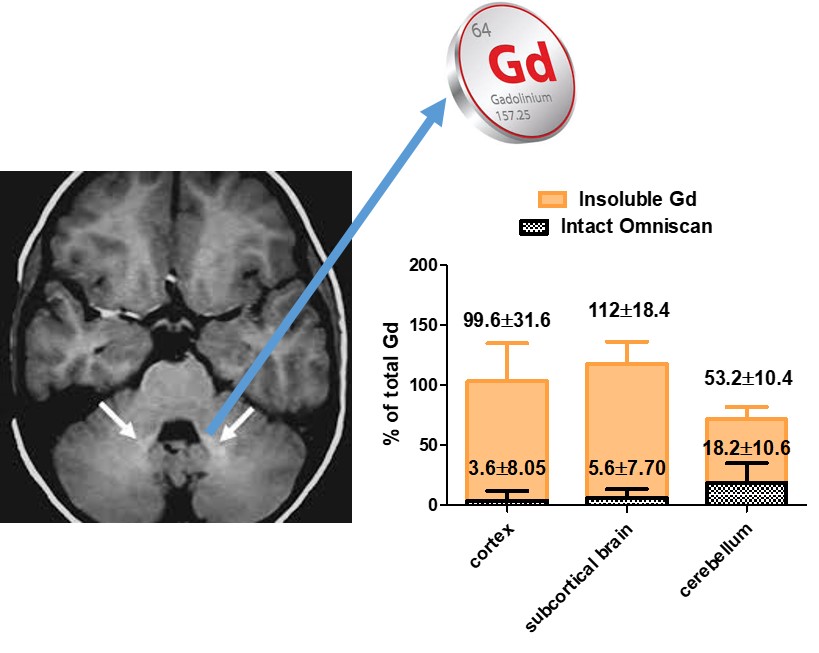 64
Gd
Gadolinium
157.25
Insoluble Gd
Intact Omniscan
200
150
100
50
0
% of total Gd
99.6±31.6
112±18.4
53.2±10.4
3.6±8.05
5.6±7.70
18.2±10.6
cortex
subcortical brain
cerebellum